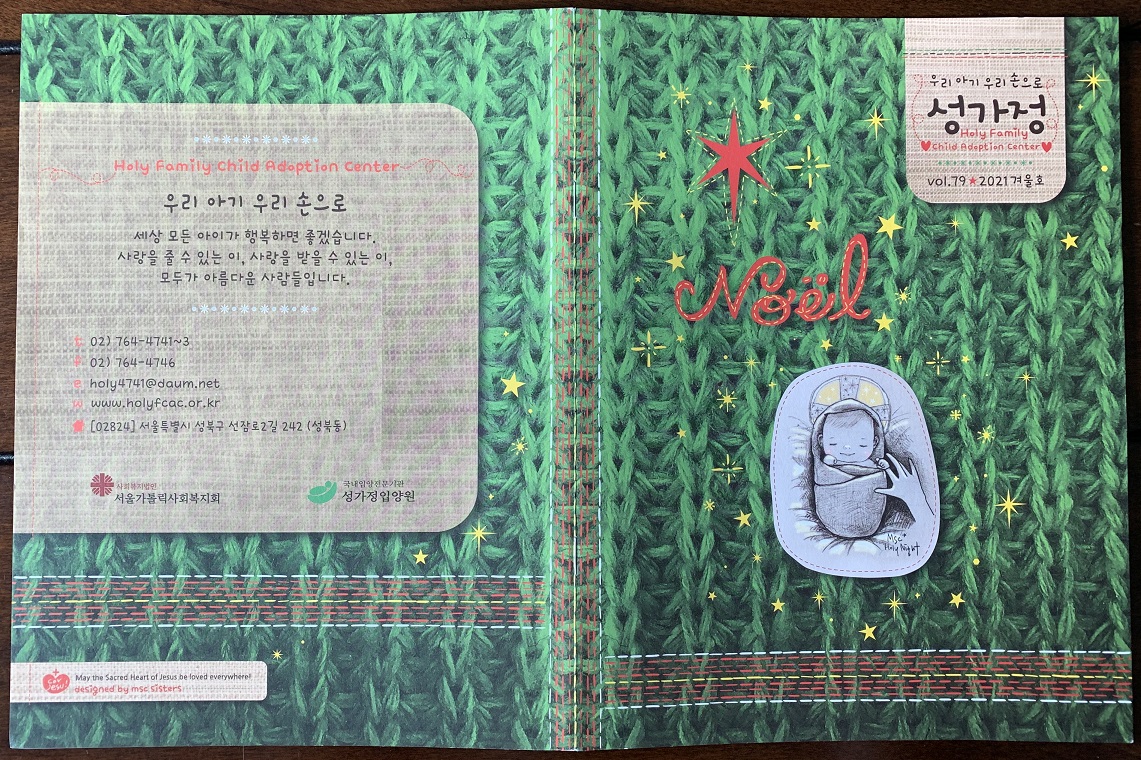 Holy Family Child Adoption Center
우리 아기 우리 손으로
세상 모든 아이가 행복하면 좋겠습니다.
사랑을 줄 수 있는 이, 사랑을 받을 수 있는 이,
모두가 아름다운 사람들입니다.
t 02) 764-4741~3
f 02) 764-4746
e holy4741@daum.net
w www.holyfcac.or.kr
[02824] 서울특별시 성북구 선잠로2길 242 (성북동)
사회복지법인
서울가톨릭사회복지회
국내입양전문기관
성가정입양원
May the Sacred Heart of Jesus be loved everywhere!
designed by msc sisters
우리 아기 우리 손으로
성가정
Holy Family
Child Adoption Center
vol.79 ★ 2021 겨울호
Noël
Msc
Holy Night